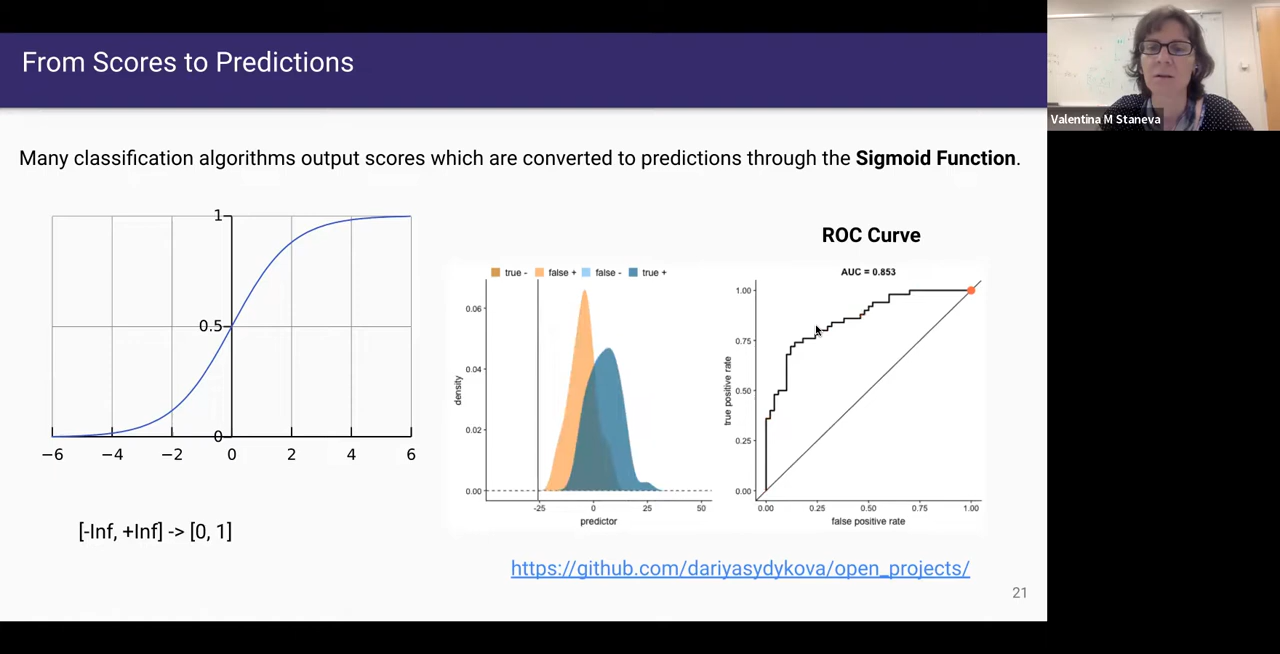 From Scores to Predictions
Valentina M Staneva
Many classification algorithms output scores which are converted to predictions through the Sigmoid Function.
1
0.5
0
−6 −4 −2 0 2 4 6
[-Inf, +Inf] -> [0, 1]
true - false + false - true +
0.06
0.04
0.02
0.00
density
-25 0 25 50
predictor
ROC Curve
AUC = 0.853
1.00
0.75
0.50
0.25
0.00
true positive rate
0.00 0.25 0.50 0.75 1.00
false positive rate
https://github.com/dariyasydykova/open_projects/
21